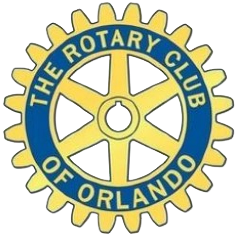 THE ROTARY CLUB
OF ORLANDO